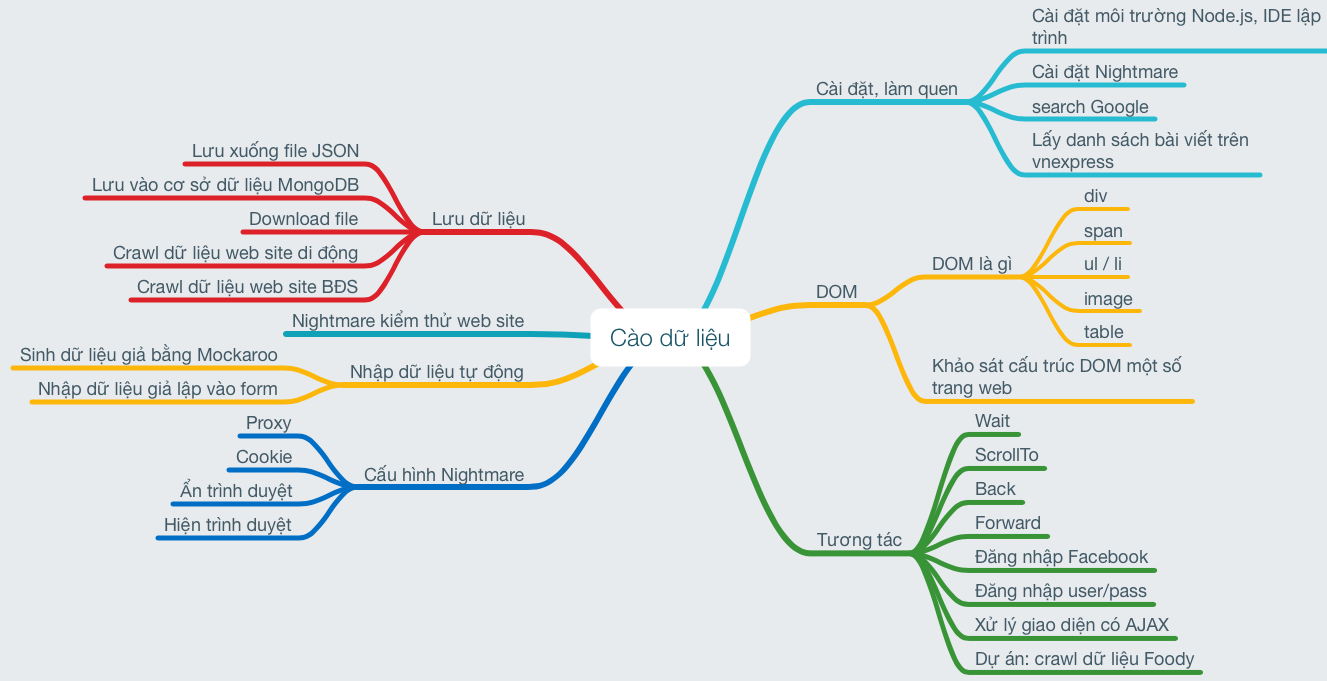 Cào dữ liệu
Cài đặt, làm quen
Cài đặt môi trường Node.js, IDE lập
trình
Cài đặt Nightmare
search Google
Lấy danh sách bài viết trên
vnexpress
DOM
DOM là gì
div
span
ul / li
image
table
Khảo sát cấu trúc DOM một số
trang web
Tương tác
Wait
ScrollTo
Back
Forward
Đăng nhập Facebook
Đăng nhập user/pass
Xử lý giao diện có AJAX
Dự án: crawl dữ liệu Foody
Lưu dữ liệu
Lưu xuống file JSON
Lưu vào cơ sở dữ liệu MongoDB
Download file
Crawl dữ liệu web site di động
Crawl dữ liệu web site BĐS
Nightmare kiểm thử web site
Nhập dữ liệu tự động
Sinh dữ liệu giả bằng Mockaroo
Nhập dữ liệu giả lập vào form
Cấu hình Nightmare
Proxy
Cookie
Ẩn trình duyệt
Hiện trình duyệt